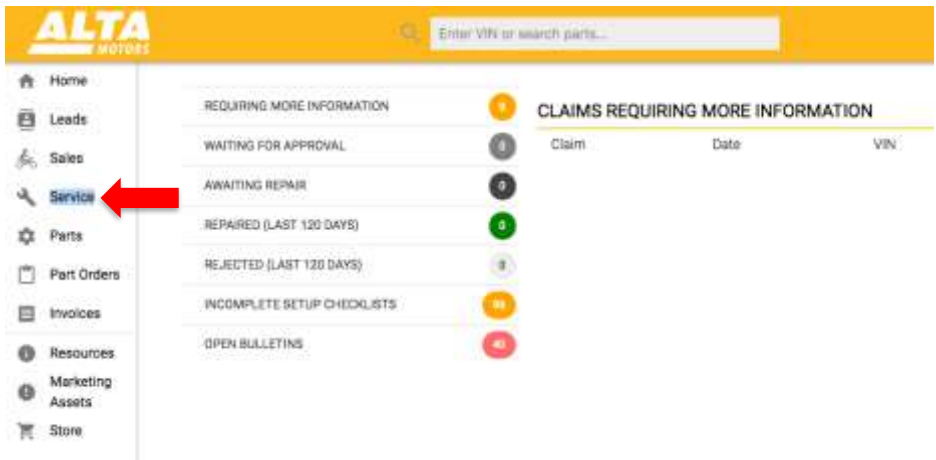 ALTA
MOTORS
Enter VIN or search parts...
Home
Leads
Sales
Service
Parts
Part Orders
Invoices
Resources
Marketing
Assets
Store
REQUIRING MORE INFORMATION
0
WAITING FOR APPROVAL
0
AWAITING REPAIR
0
REPAIRED (LAST 120 DAYS)
0
REJECTED (LAST 120 DAYS)
0
INCOMPLETE SETUP CHECKLISTS
OPEN BULLETINS
40
CLAIMS REQUIRING MORE INFORMATION
Claim Date VIN